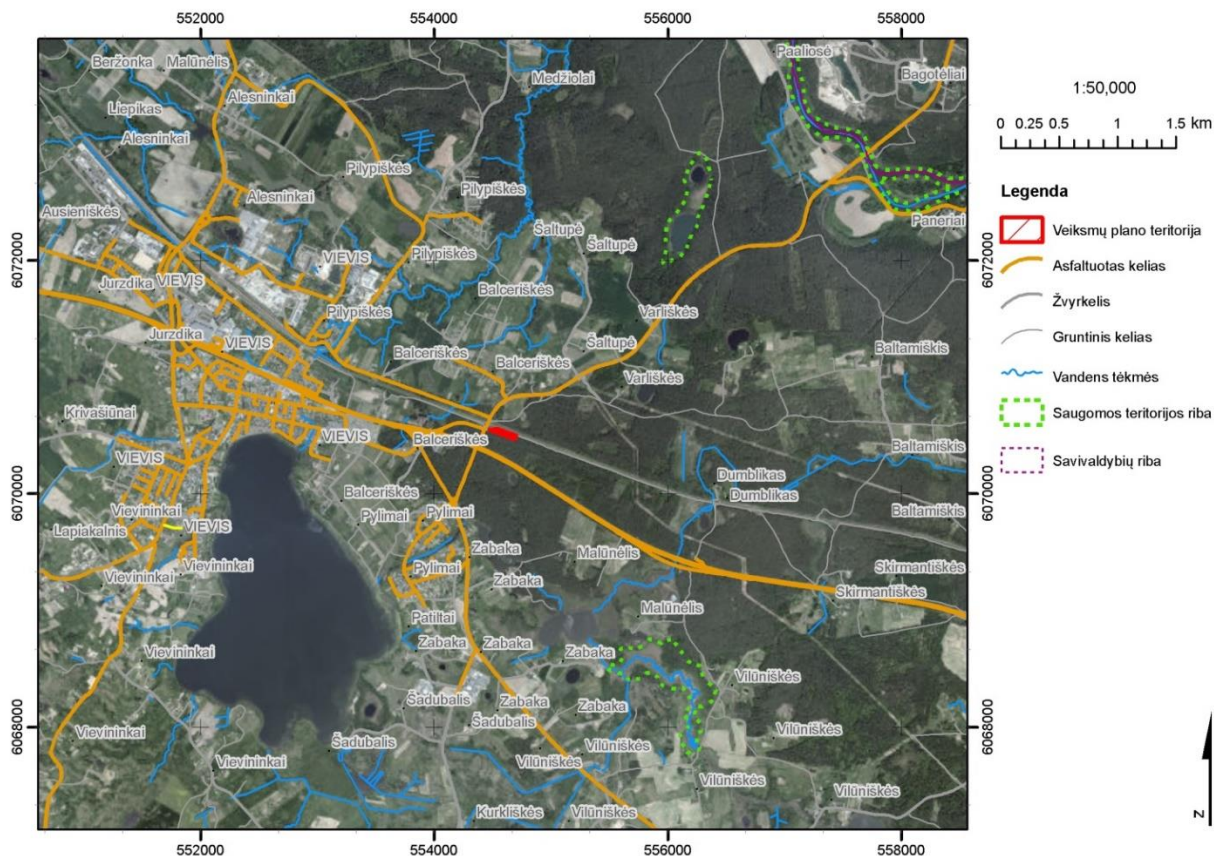 552000 554000 556000 558000
Beržonka Malūnėlis Paaliosė
Medžiolai Bagotėliai
Alesninkai
Liepikas
Alesninkai
Pilypiškės
Alesninkai Pilypiškės
Ausieniškės Paneriai
Šaltupė Šaltupė
6072000 Pilypiškės 6072000
VIEVIS VIEVIS
Jurzdika Balceriškės
Pilypiškės Varliškės
Jurzdika VIEVIS Šaltupė
Balceriškės Balceriškės Baltamiškis
Varliškės
Krivašiūnai
VIEVIS Balceriškės Baltamiškis
VIEVIS Dumblikas
6070000 Balceriškės Dumblikas 6070000
Vievininkai Pylimai Pylimai Baltamiškis
Lapiakalnis VIEVIS
Zabaka Malūnėlis
Vievininkai Pylimai Skirmantiškės
Zabaka Skirmantiškės
Patiltai Malūnėlis
Vievininkai Zabaka Zabaka Zabaka
Vilūniškės
Šadubalis Zabaka
6068000 Vievininkai Šadubalis Zabaka Vilūniškės 6068000
Vievininkai Šadubalis Vilūniškės Vilūniškės
Vilūniškės Vilūniškės
Kurkliškės Vilūniškės
552000 554000 556000 558000
1:50,000
0 0.25 0.5 1 1.5 km
Legenda
Veiksmų plano teritorija
Asfaltuotas kelias
Žvyrkelis
Gruntinis kelias
Vandens tėkmės
Saugomos teritorijos riba
Savivaldybių riba
N